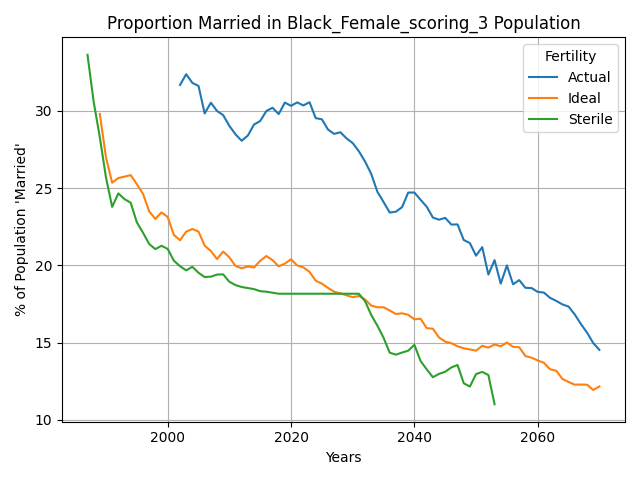 Proportion Married in Black_Female_scoring_3 Population
Fertility
Actual
Ideal
Sterile
% of Population 'Married'
30
25
20
15
10
2000
2020
2040
2060
Years